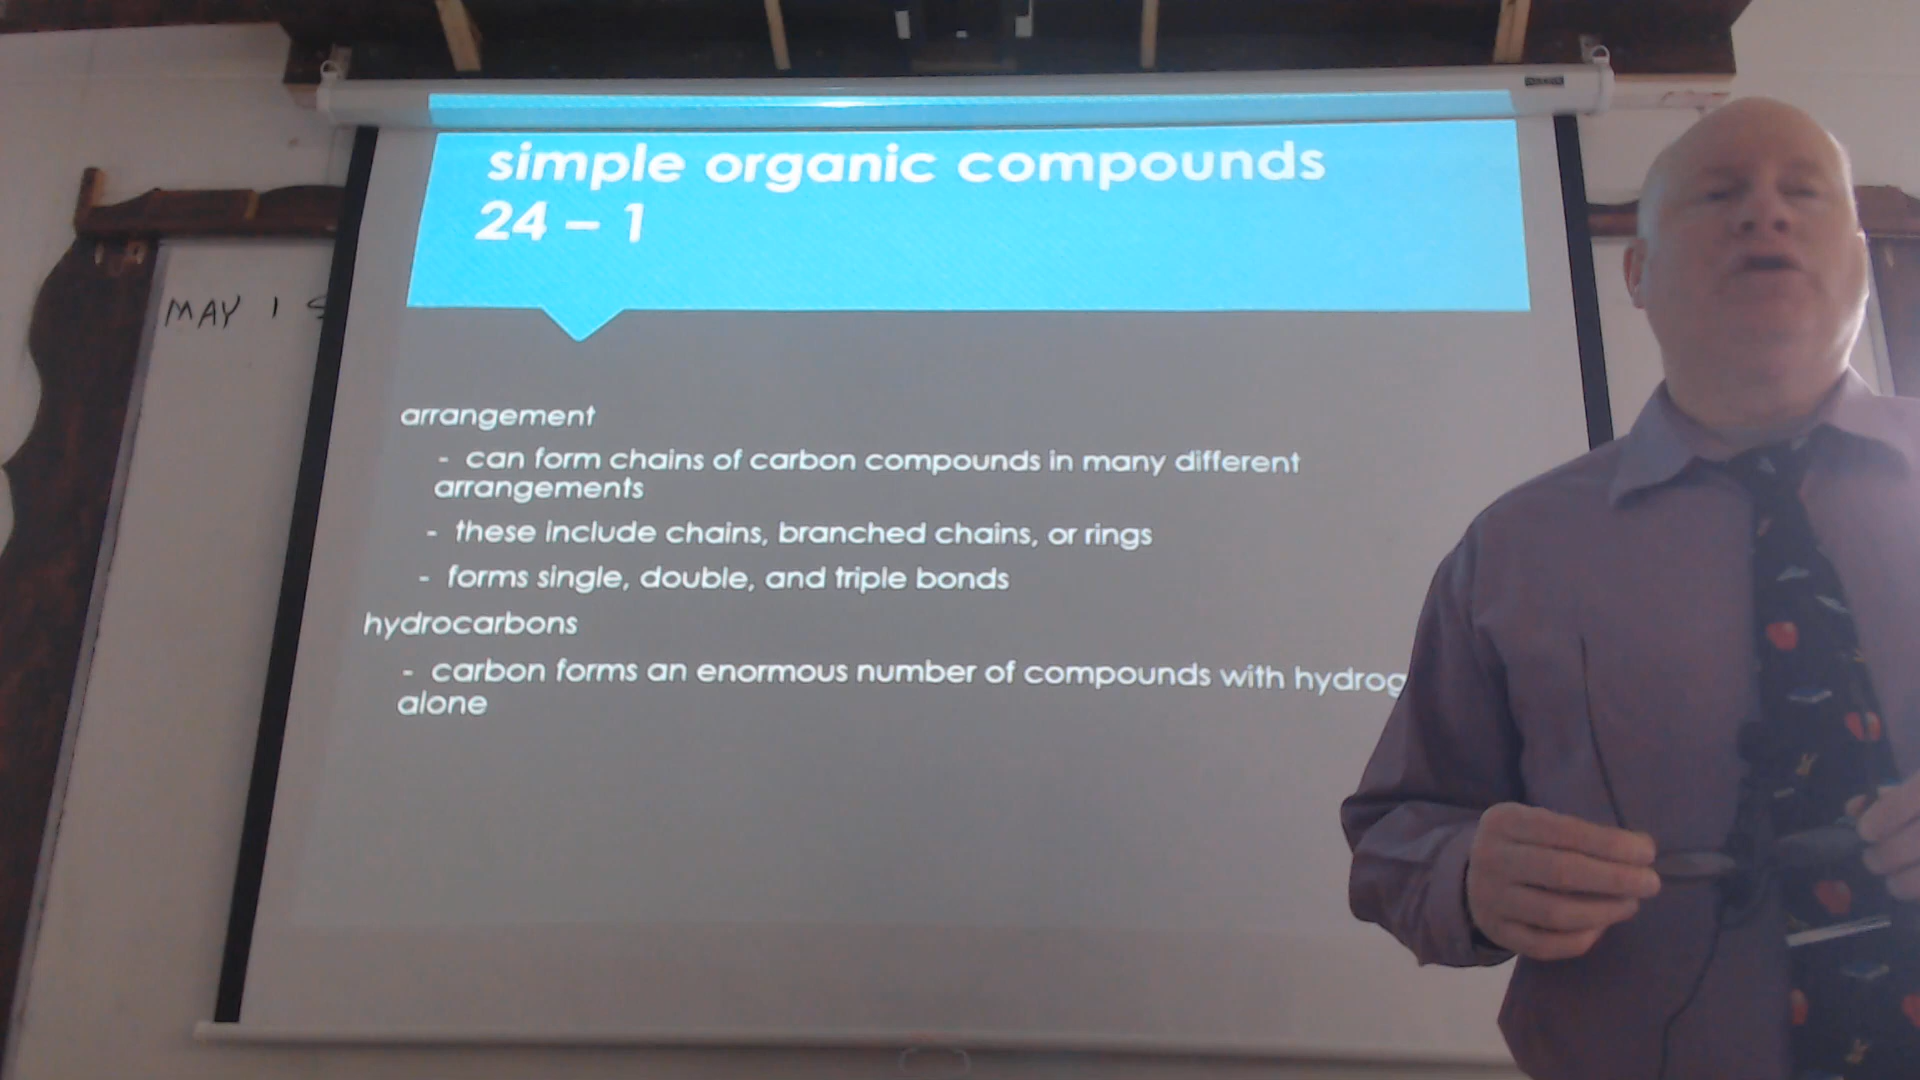 simple organic compounds
24 – 1
MAY 1
arrangement
- can form chains of carbon compounds in many different
arrangements
- these include chains, branched chains, or rings
- forms single, double, and triple bonds
hydrocarbons
- carbon forms an enormous number of compounds with hydrog
alone